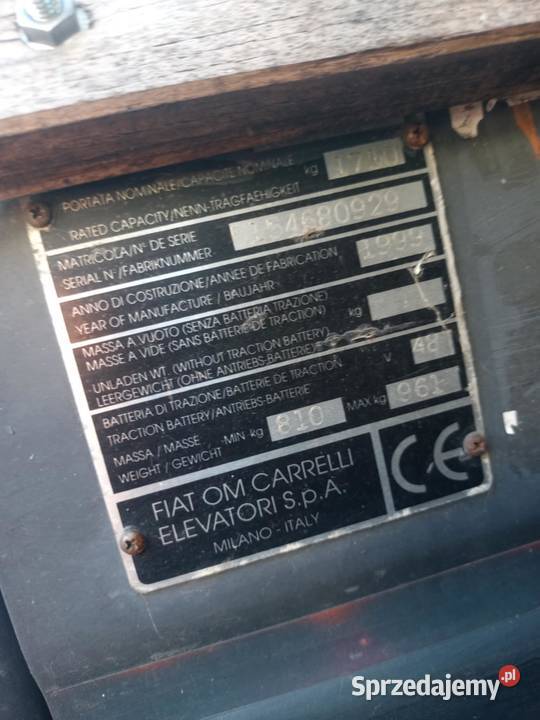 PORTATA NOMINALE/CAPACITE NOMINALE
RATED CAPACITY/NENN-TRAGFAEHIGKEIT kg
MATRICOLA/N° DE SERIE
SERIAL N°/FABRIKNUMMER 154680929
ANNO DI COSTRUZIONE/ANNEE DE FABRICATION
YEAR OF MANUFACTURE / BAUJAHR 1999
MASSA A VUOTO (SENZA BATTERIA TRAZIONE)
MASSE A VIDE (SANS BATTERIE DE TRACTION) kg
UNLADEN WT. (WITHOUT TRACTION BATTERY)
LEERGEWICHT (OHNE ANTRIEBS-BATTERIE)
BATTERIA DI TRAZIONE/BATTERIE DE TRACTION V 48
TRACTION BATTERY/ANTRIEBS-BATTERIE
MASSA / MASSE
WEIGHT / GEWICHT MIN kg 810 MAX kg 961
FIAT OM CARRELLI
ELEVATORI S.p.A.
MILANO - ITALY
CE
Sprzedajemy.pl